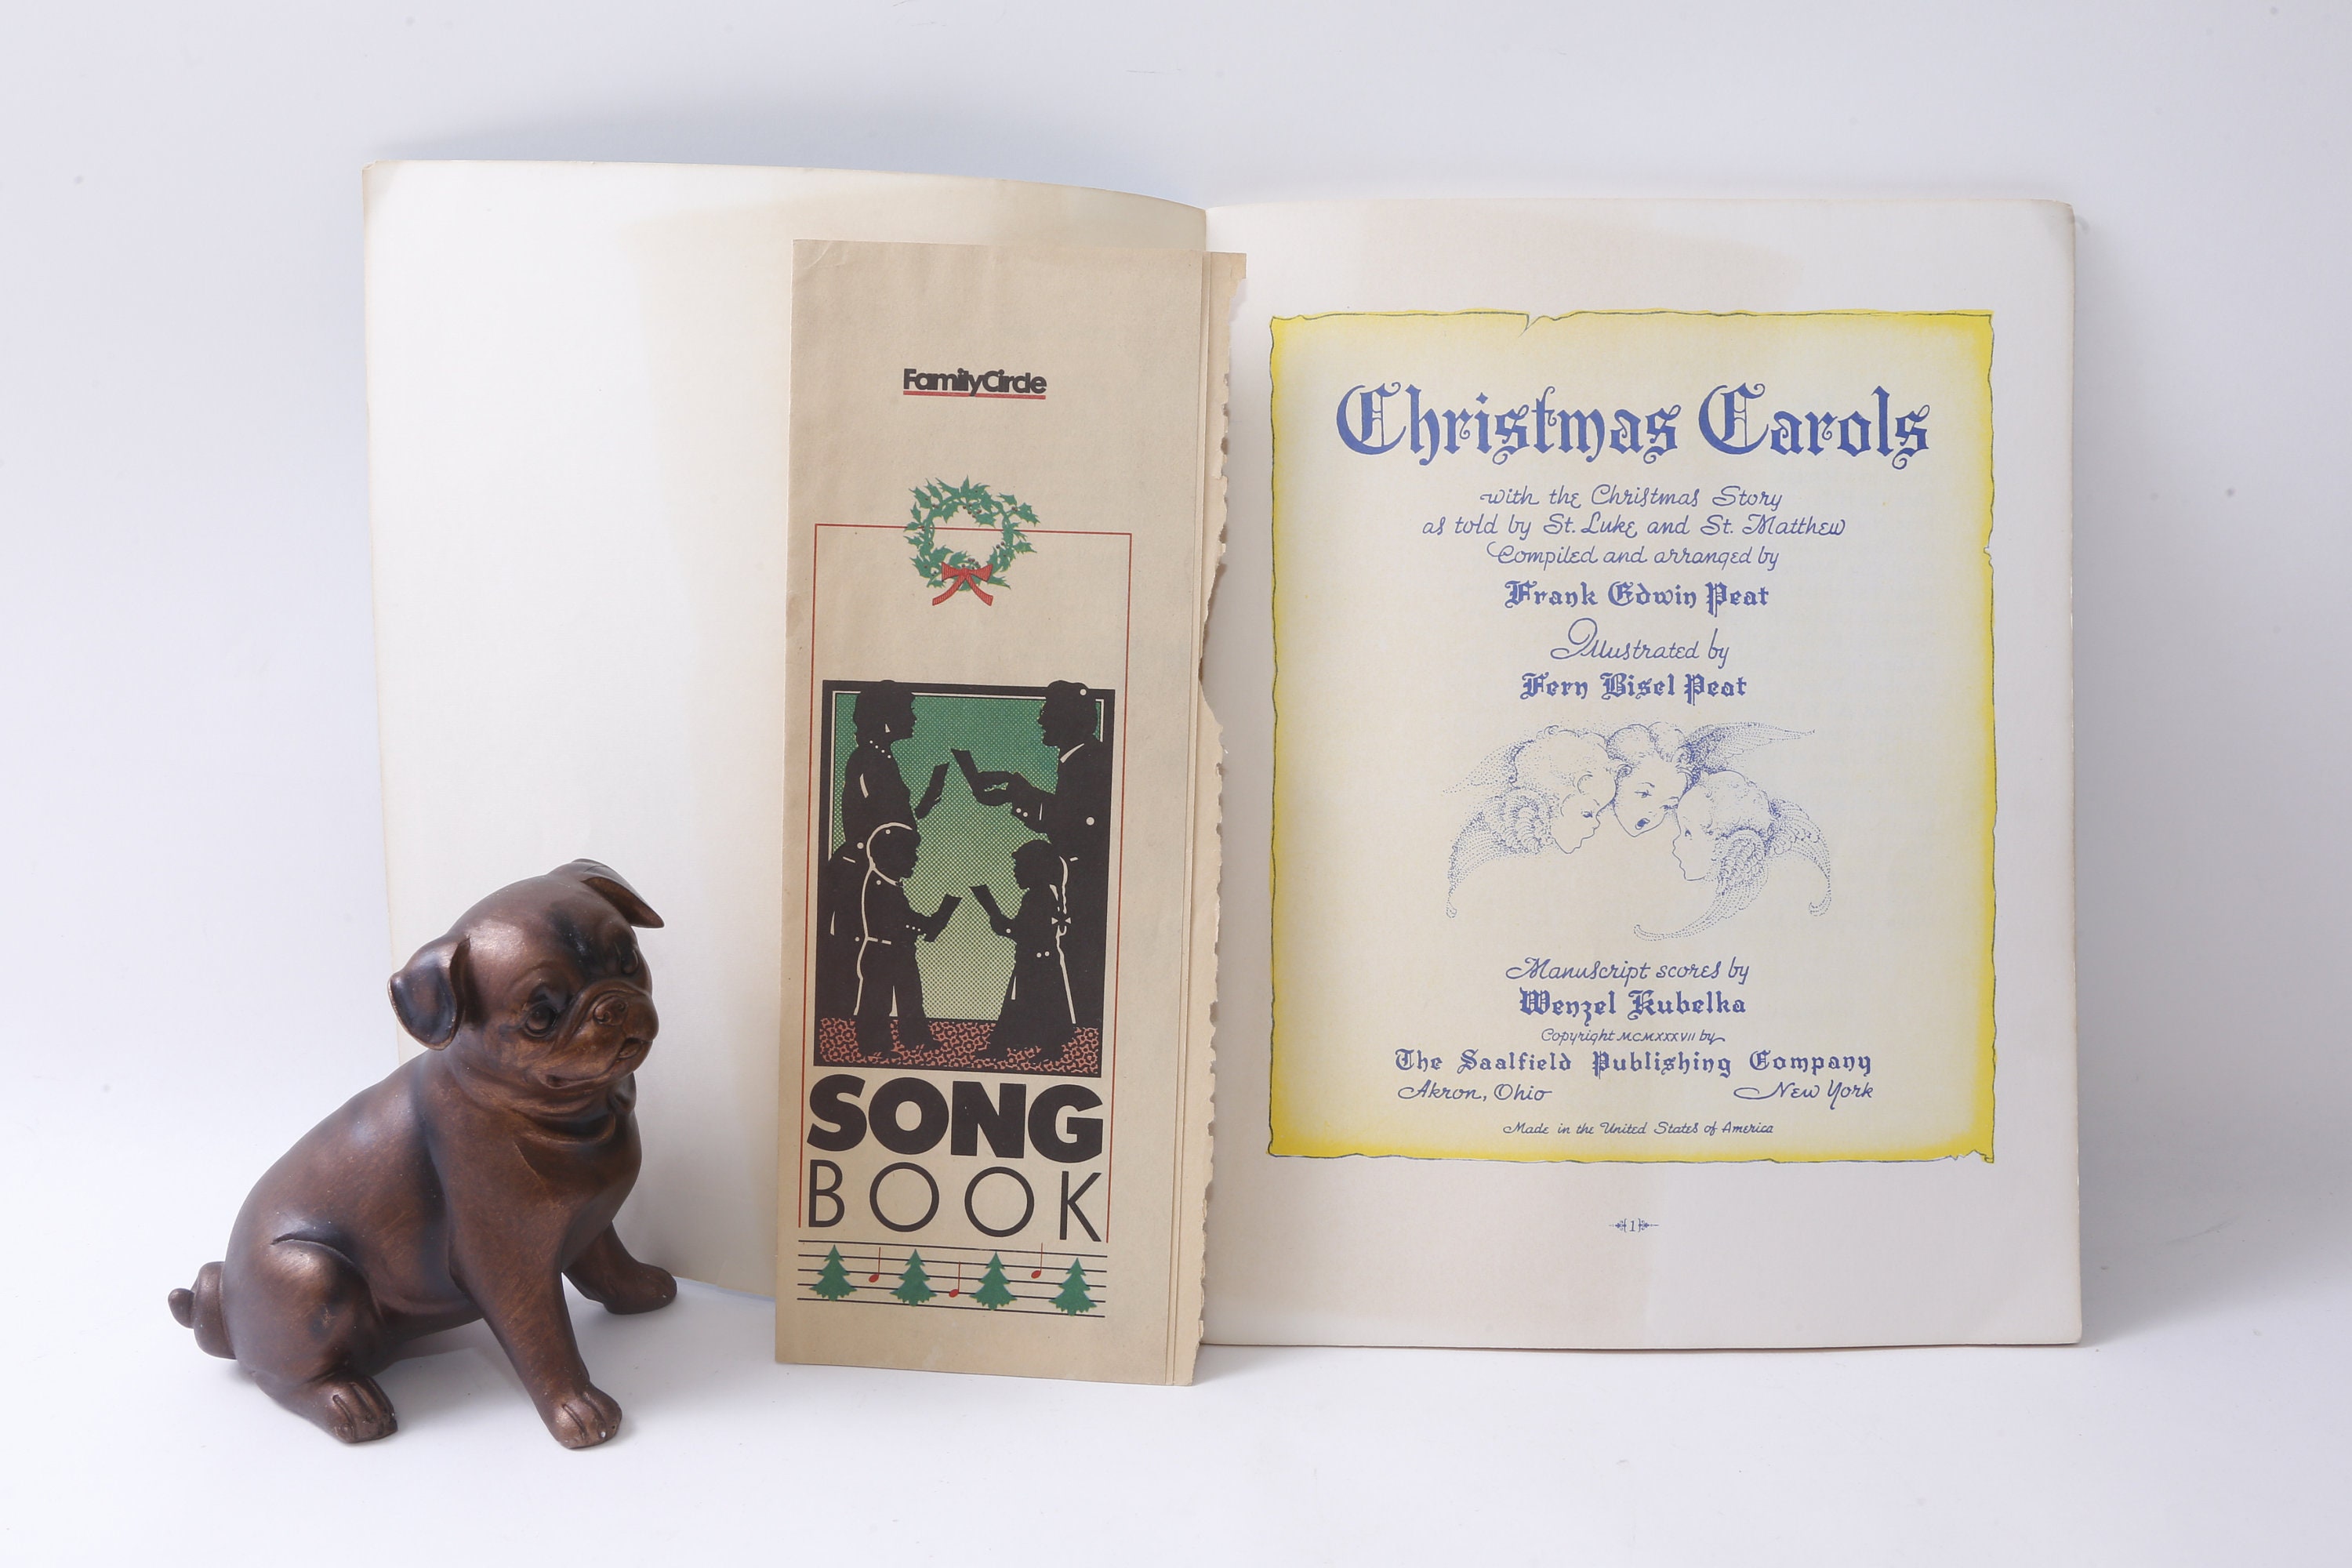 FamilyCircle
SONG
BOOK
Christmas Carols
with the Christmas Story
as told by St. Luke and St. Matthew
Compiled and arranged by
Frank Edwin Peat
Illustrated by
Fern Bisel Peat
Manuscript scores by
Wenzel Kubelka
Copyright MCMXXXVII by
The Saalfield Publishing Company
Akron, Ohio New York
Made in the United States of America
1